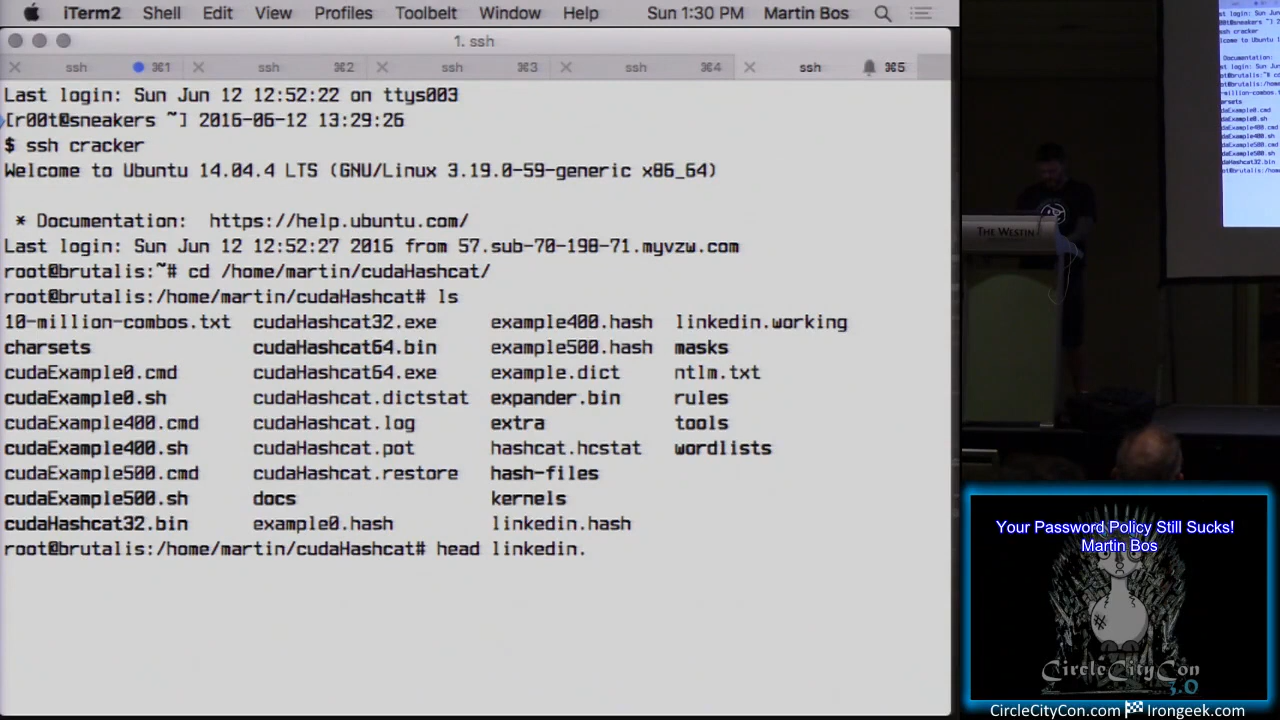 iTerm2 Shell Edit View Profiles Toolbelt Window Help Sun 1:30 PM Martin Bos
1. ssh
ssh ⌘1 ssh ⌘2 ssh ⌘3 ssh ⌘4 ssh ⌘5
Last login: Sun Jun 12 12:52:22 on ttys003
[r00t@sneakers ~] 2016-06-12 13:29:26
$ ssh cracker
Welcome to Ubuntu 14.04.4 LTS (GNU/Linux 3.19.0-59-generic x86_64)
* Documentation: https://help.ubuntu.com/
Last login: Sun Jun 12 12:52:27 2016 from 57.sub-70-198-71.myvzw.com
root@brutalis:~# cd /home/martin/cudaHashcat/
root@brutalis:/home/martin/cudaHashcat# ls
10-million-combos.txt cudaHashcat32.exe example400.hash linkedin.working
charsets cudaHashcat64.bin example500.hash masks
cudaExample0.cmd cudaHashcat64.exe example.dict ntlm.txt
cudaExample0.sh cudaHashcat.dictstat expander.bin rules
cudaExample400.cmd cudaHashcat.log extra tools
cudaExample400.sh cudaHashcat.pot hashcat.hcstat wordlists
cudaExample500.cmd cudaHashcat.restore hash-files
cudaExample500.sh docs kernels
cudaHashcat32.bin example0.hash linkedin.hash
root@brutalis:/home/martin/cudaHashcat# head linkedin.
THE WESTIN
Your Password Policy Still Sucks!
Martin Bos
CircleCityCon
3.0
CircleCityCon.com Irongeek.com